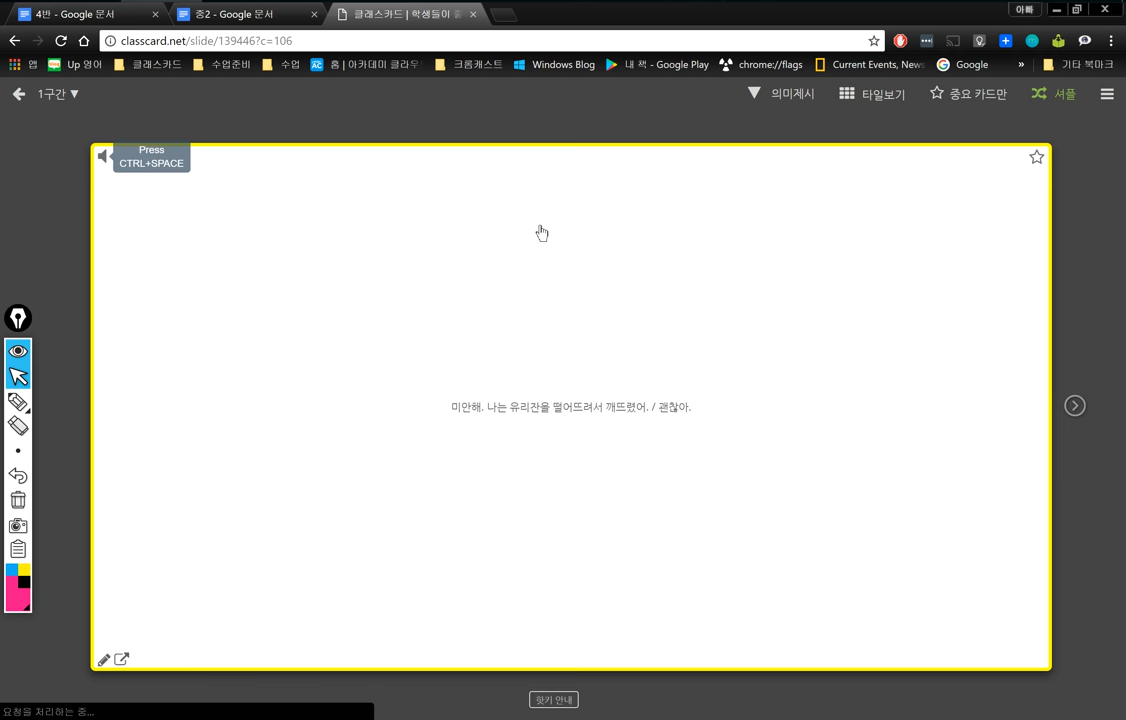 4반 - Google 문서
중2 - Google 문서
클래스카드 | 학생들이 좋
아빠
classcard.net/slide/139446?c=106
앱
Up 영어
클래스카드
수업준비
수업
홈 | 아카데미 클라우
크롬캐스트
Windows Blog
내 책 - Google Play
chrome://flags
Current Events, News
Google
»
기타 북마크
1구간 ▼
▼ 의미제시
타일보기
중요 카드만
셔플
Press
CTRL+SPACE
미안해. 나는 유리잔을 떨어뜨려서 깨뜨렸어. / 괜찮아.
핫키 안내
요청을 처리하는 중...